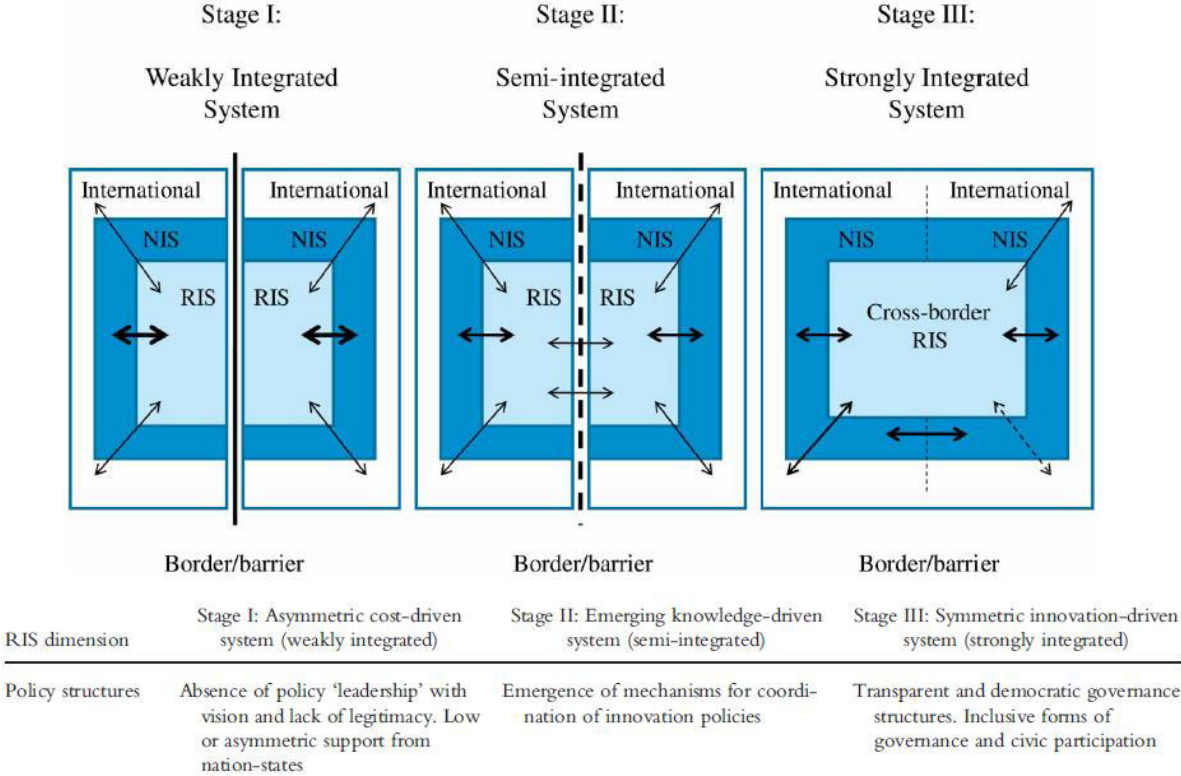 Stage I:
Stage II:
Stage III:
Weakly Integrated
System
Semi-integrated
System
Strongly Integrated
System
International
International
International
International
International
International
NIS
NIS
NIS
NIS
NIS
NIS
RIS
RIS
RIS
RIS
Cross-border
RIS
Border/barrier
Border/barrier
Border/barrier
RIS dimension
Stage I: Asymmetric cost-driven
system (weakly integrated)
Stage II: Emerging knowledge-driven
system (semi-integrated)
Stage III: Symmetric innovation-driven
system (strongly integrated)
Policy structures
Absence of policy ‘leadership’ with
vision and lack of legitimacy. Low
or asymmetric support from
nation-states
Emergence of mechanisms for coordi-
nation of innovation policies
Transparent and democratic governance
structures. Inclusive forms of
governance and civic participation